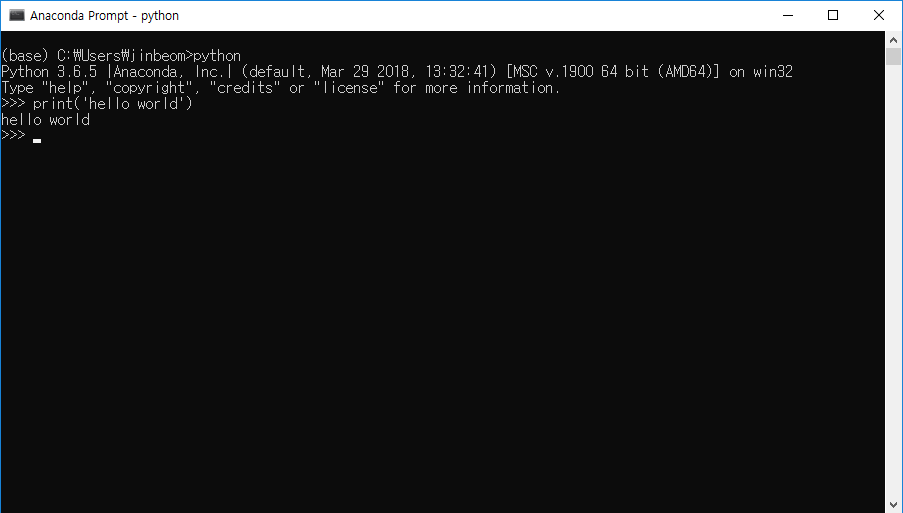 Anaconda Prompt - python
(base) C:₩Users₩jinbeom>python
Python 3.6.5 |Anaconda, Inc.| (default, Mar 29 2018, 13:32:41) [MSC v.1900 64 bit (AMD64)] on win32
Type "help", "copyright", "credits" or "license" for more information.
>>> print('hello world')
hello world
>>>